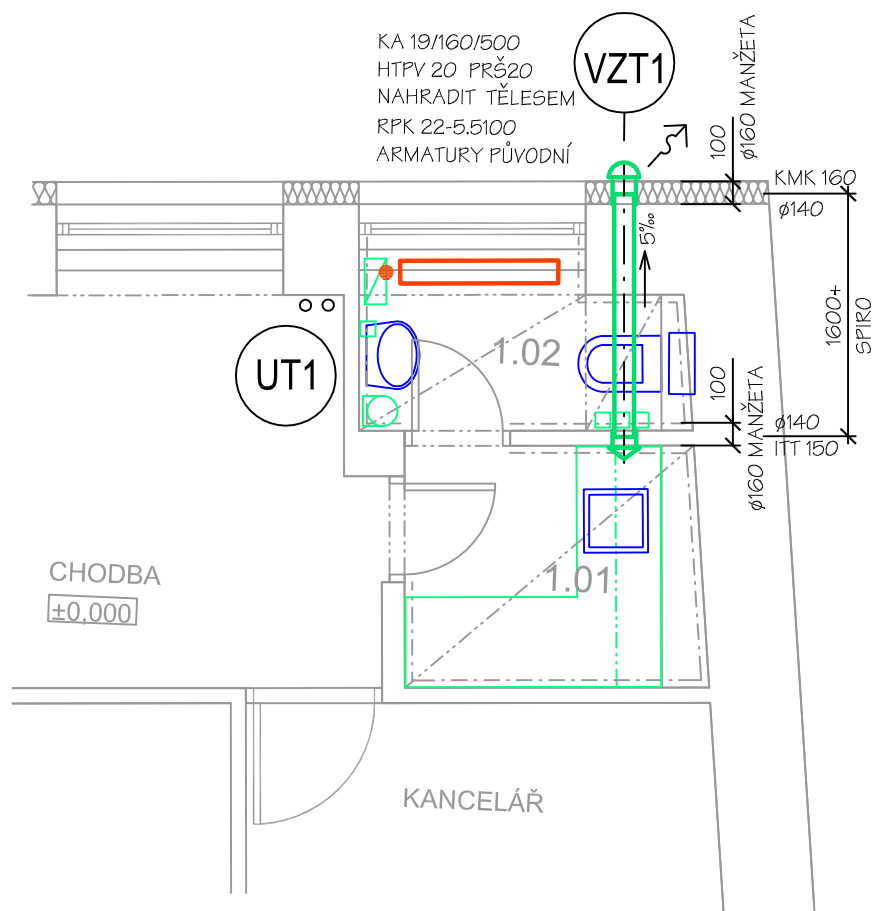 KA 19/160/500
HTPV 20 PRŠ20
NAHRADIT TĚLESEM
RPK 22-5.5100
ARMATURY PŮVODNÍ
VZT1
100
ø160 MANŽETA
KMK 160
ø140
5‰
1600+
SPIRO
UT1
1.02
100
ø160 MANŽETA
ø140
ITT 150
CHODBA
±0,000
1.01
KANCELÁŘ